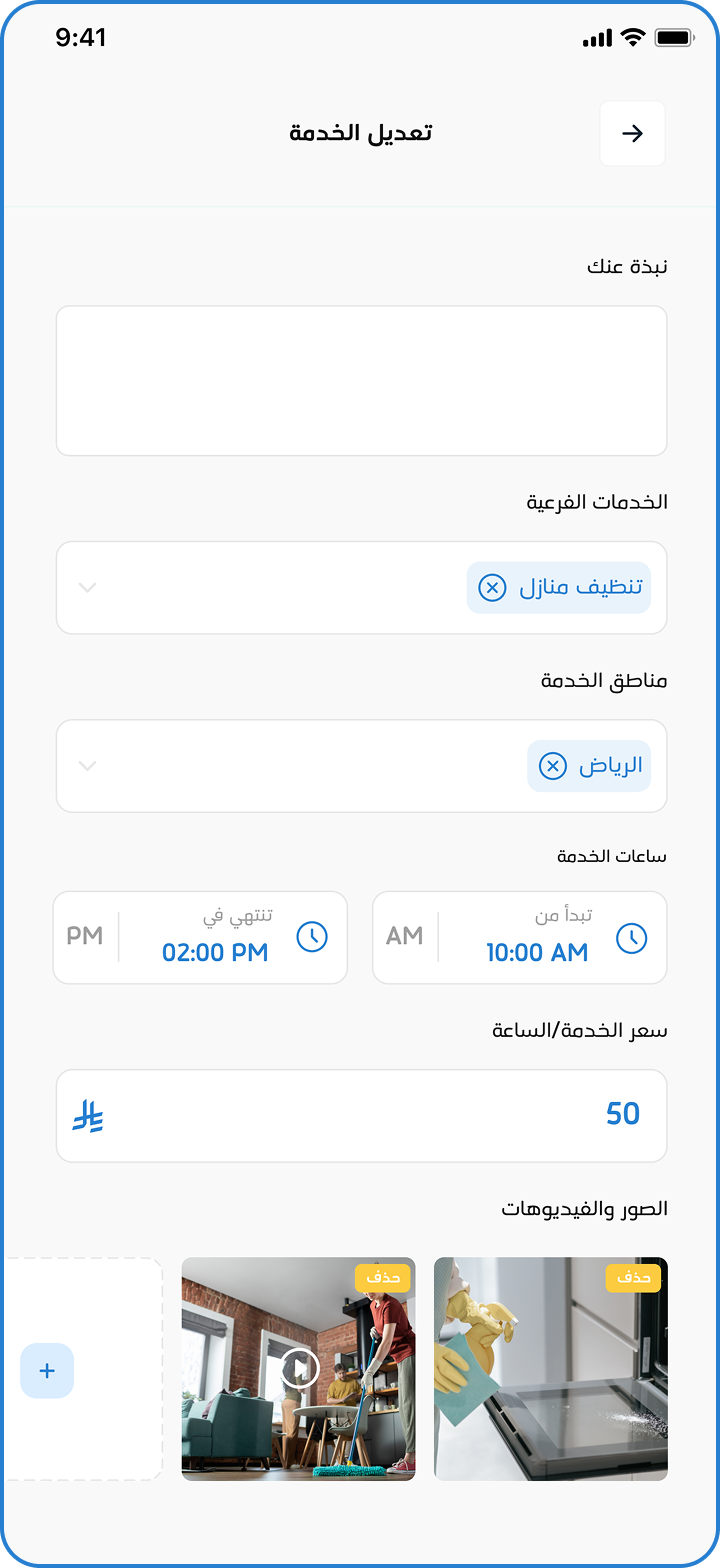 9:41
تعديل الخدمة
نبذة عنك
الخدمات الفرعية
تنظيف منازل
مناطق الخدمة
الرياض
ساعات الخدمة
تبدأ من
10:00 AM
AM
تنتهي في
02:00 PM
PM
سعر الخدمة/الساعة
50
الصور والفيديوهات
حذف
حذف